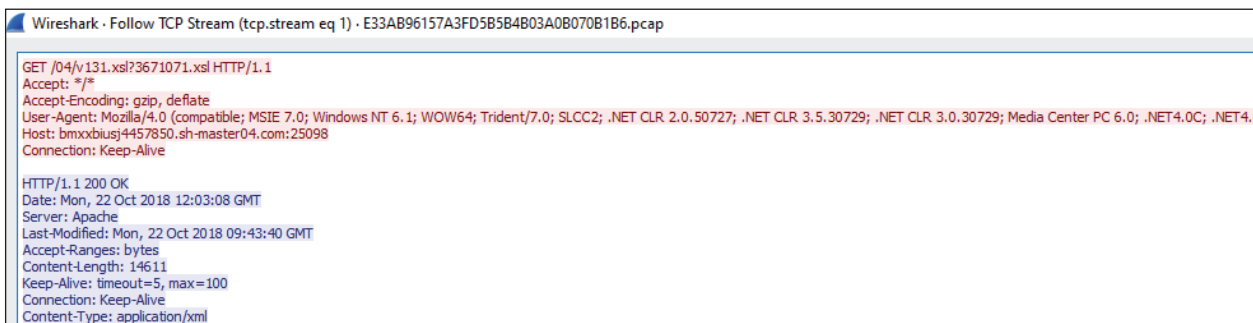 Wireshark · Follow TCP Stream (tcp.stream eq 1) · E33AB96157A3FD5B5B4B03A0B070B1B6.pcap
GET /04/v131.xsl?3671071.xsl HTTP/1.1
Accept: */*
Accept-Encoding: gzip, deflate
User-Agent: Mozilla/4.0 (compatible; MSIE 7.0; Windows NT 6.1; WOW64; Trident/7.0; SLCC2; .NET CLR 2.0.50727; .NET CLR 3.5.30729; .NET CLR 3.0.30729; Media Center PC 6.0; .NET4.0C; .NET4.
Host: bmxxbiusj4457850.sh-master04.com:25098
Connection: Keep-Alive
HTTP/1.1 200 OK
Date: Mon, 22 Oct 2018 12:03:08 GMT
Server: Apache
Last-Modified: Mon, 22 Oct 2018 09:43:40 GMT
Accept-Ranges: bytes
Content-Length: 14611
Keep-Alive: timeout=5, max=100
Connection: Keep-Alive
Content-Type: application/xml